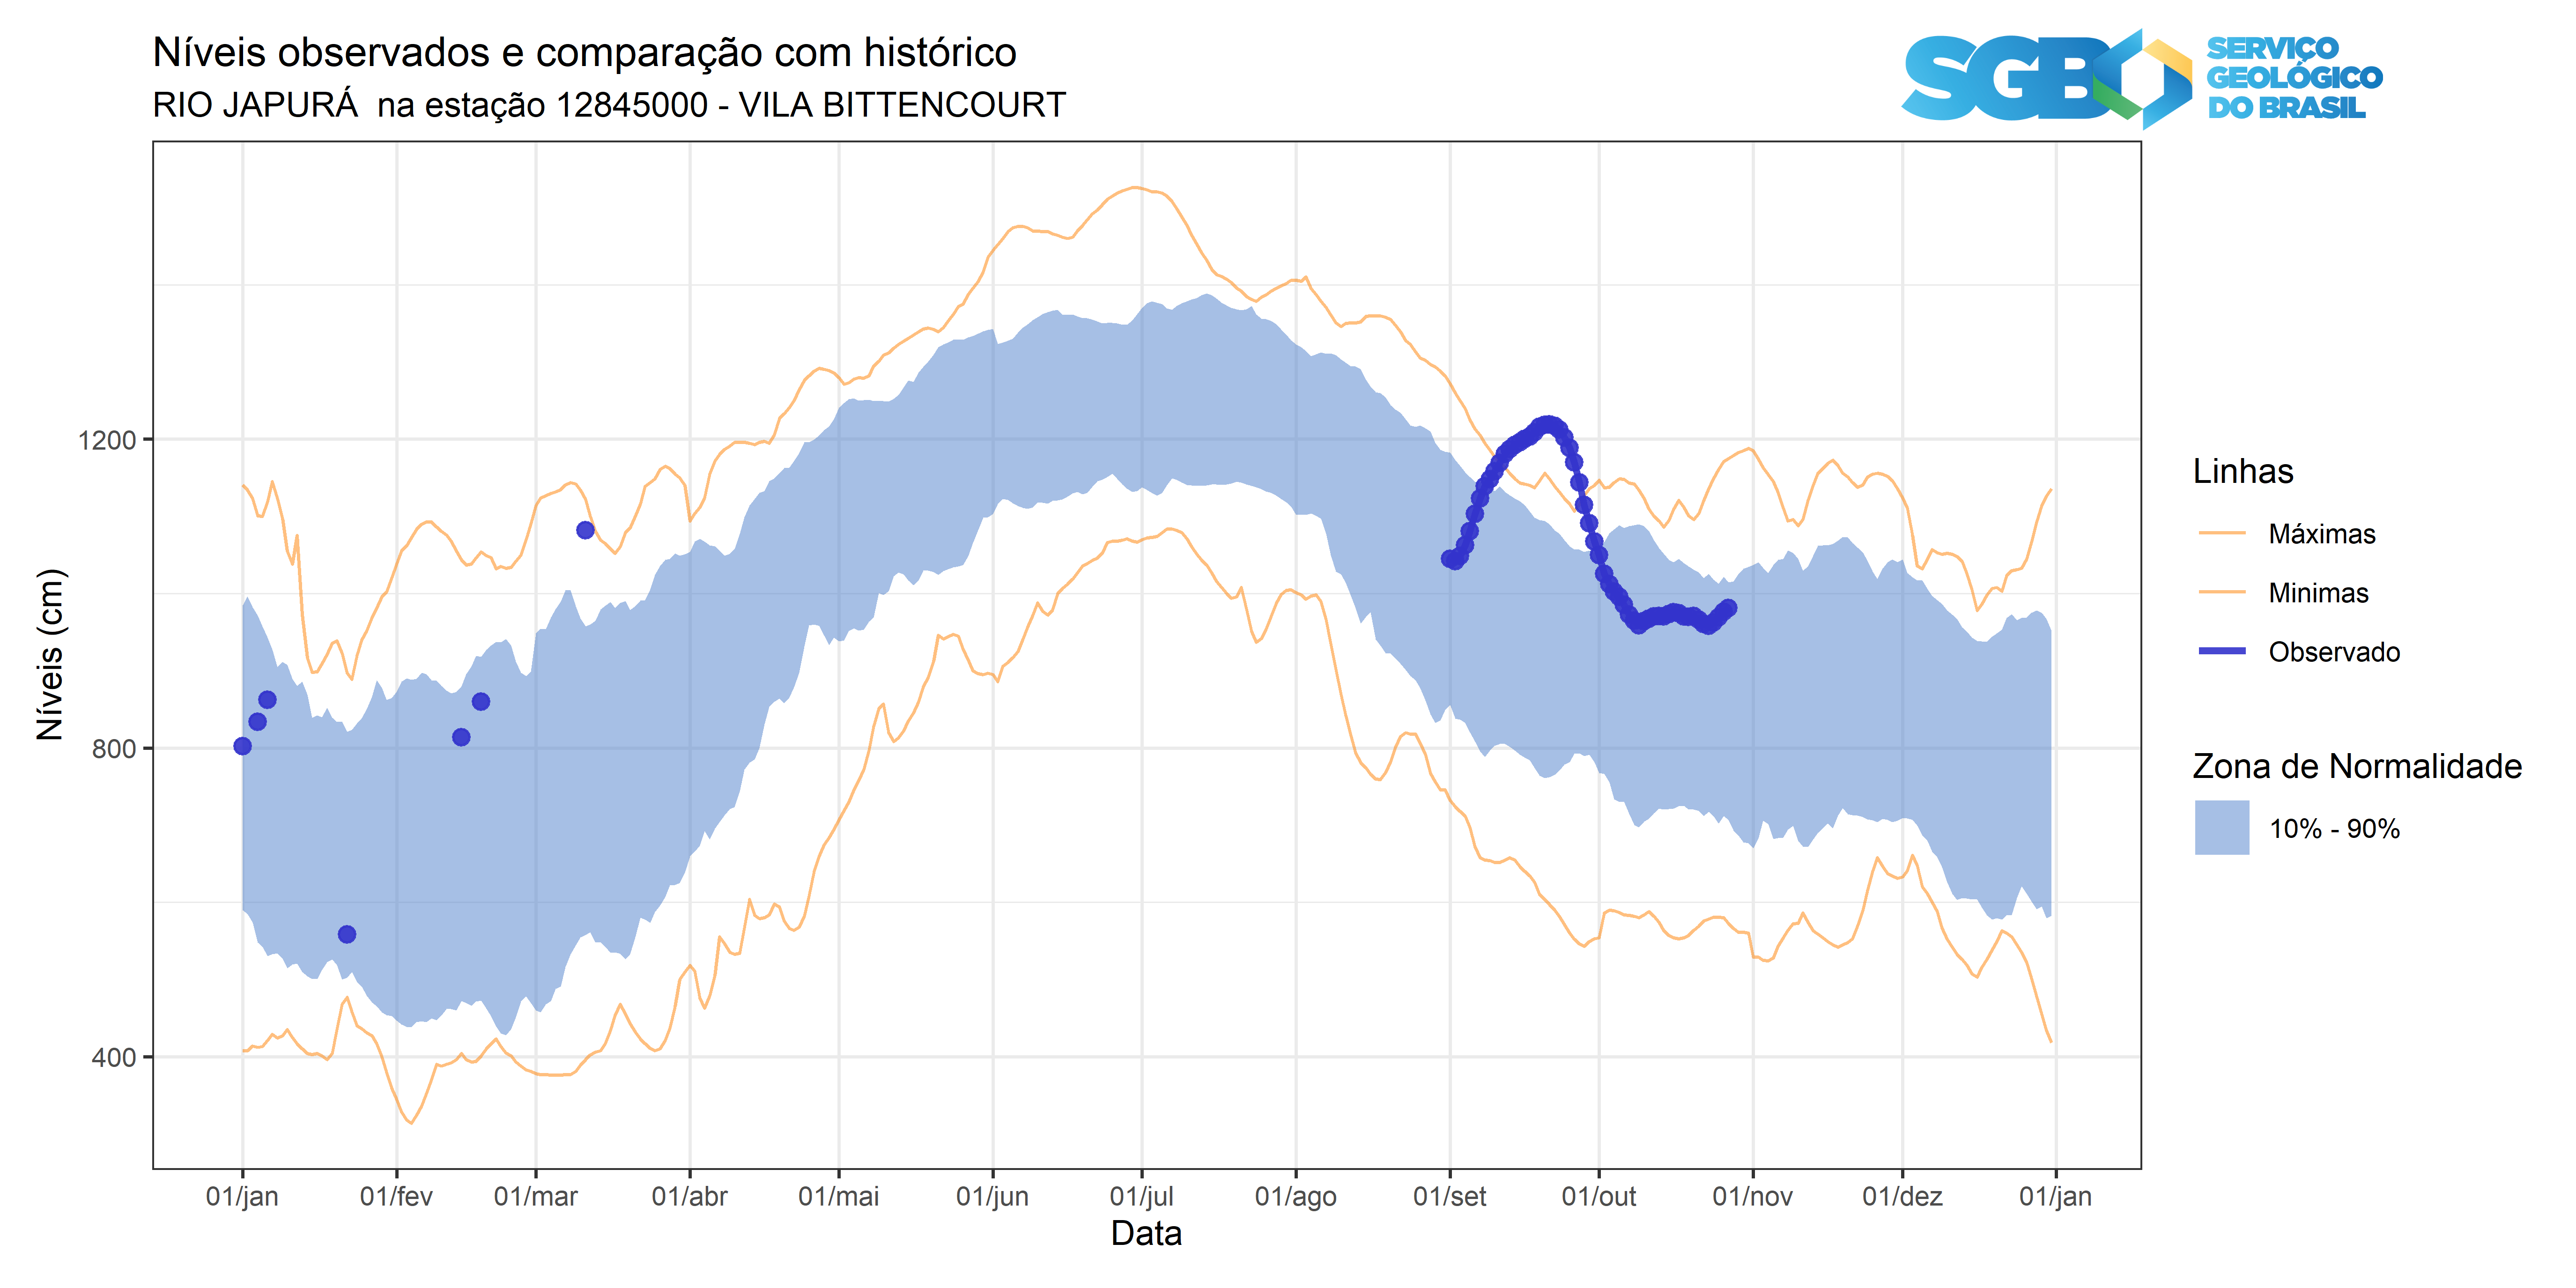 Níveis observados e comparação com histórico
RIO JAPURÁ na estação 12845000 - VILA BITTENCOURT
SGB
SERVIÇO
GEOLÓGICO
DO BRASIL
Níveis (cm)
1200
800
400
01/jan
01/fev
01/mar
01/abr
01/mai
01/jun
01/jul
01/ago
01/set
01/out
01/nov
01/dez
01/jan
Data
Linhas
Máximas
Minimas
Observado
Zona de Normalidade
10% - 90%